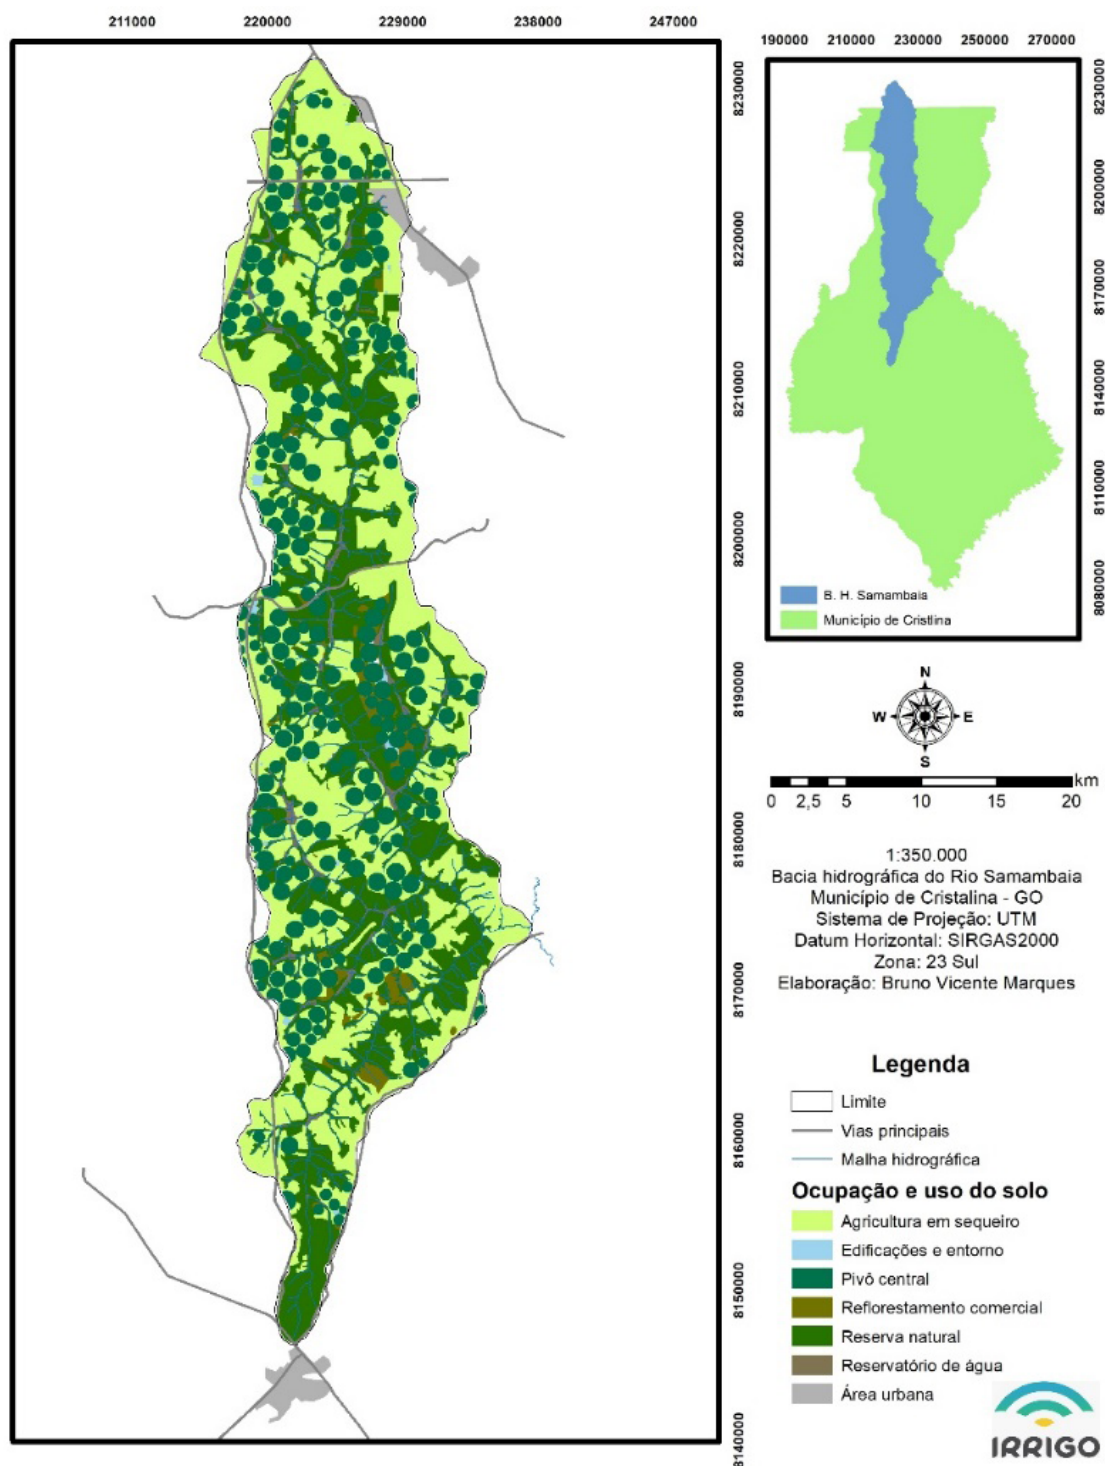 211000 220000 229000 238000 247000
190000 210000 230000 250000 270000
8230000
8220000
8210000
8200000
8190000
8180000
8170000
8160000
8150000
8140000
8230000
8200000
8170000
8140000
8110000
8080000
B. H. Samambaia
Município de Cristlina
N
W E
S
km
0 2,5 5 10 15 20
1:350.000
Bacia hidrográfica do Rio Samambaia
Município de Cristalina - GO
Sistema de Projeção: UTM
Datum Horizontal: SIRGAS2000
Zona: 23 Sul
Elaboração: Bruno Vicente Marques
Legenda
Limite
Vias principais
Malha hidrográfica
Ocupação e uso do solo
Agricultura em sequeiro
Edificações e entorno
Pivô central
Reflorestamento comercial
Reserva natural
Reservatório de água
Área urbana
IRRIGO